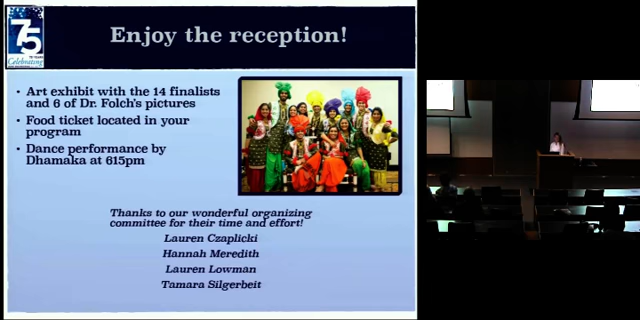 75
Celebrating
Enjoy the reception!
• Art exhibit with the 14 finalists
and 6 of Dr. Folch's pictures
• Food ticket located in your
program
• Dance performance by
Dhamaka at 615pm
Thanks to our wonderful organizing
committee for their time and effort!
Lauren Czaplicki
Hannah Meredith
Lauren Lowman
Tamara Silgerbeit